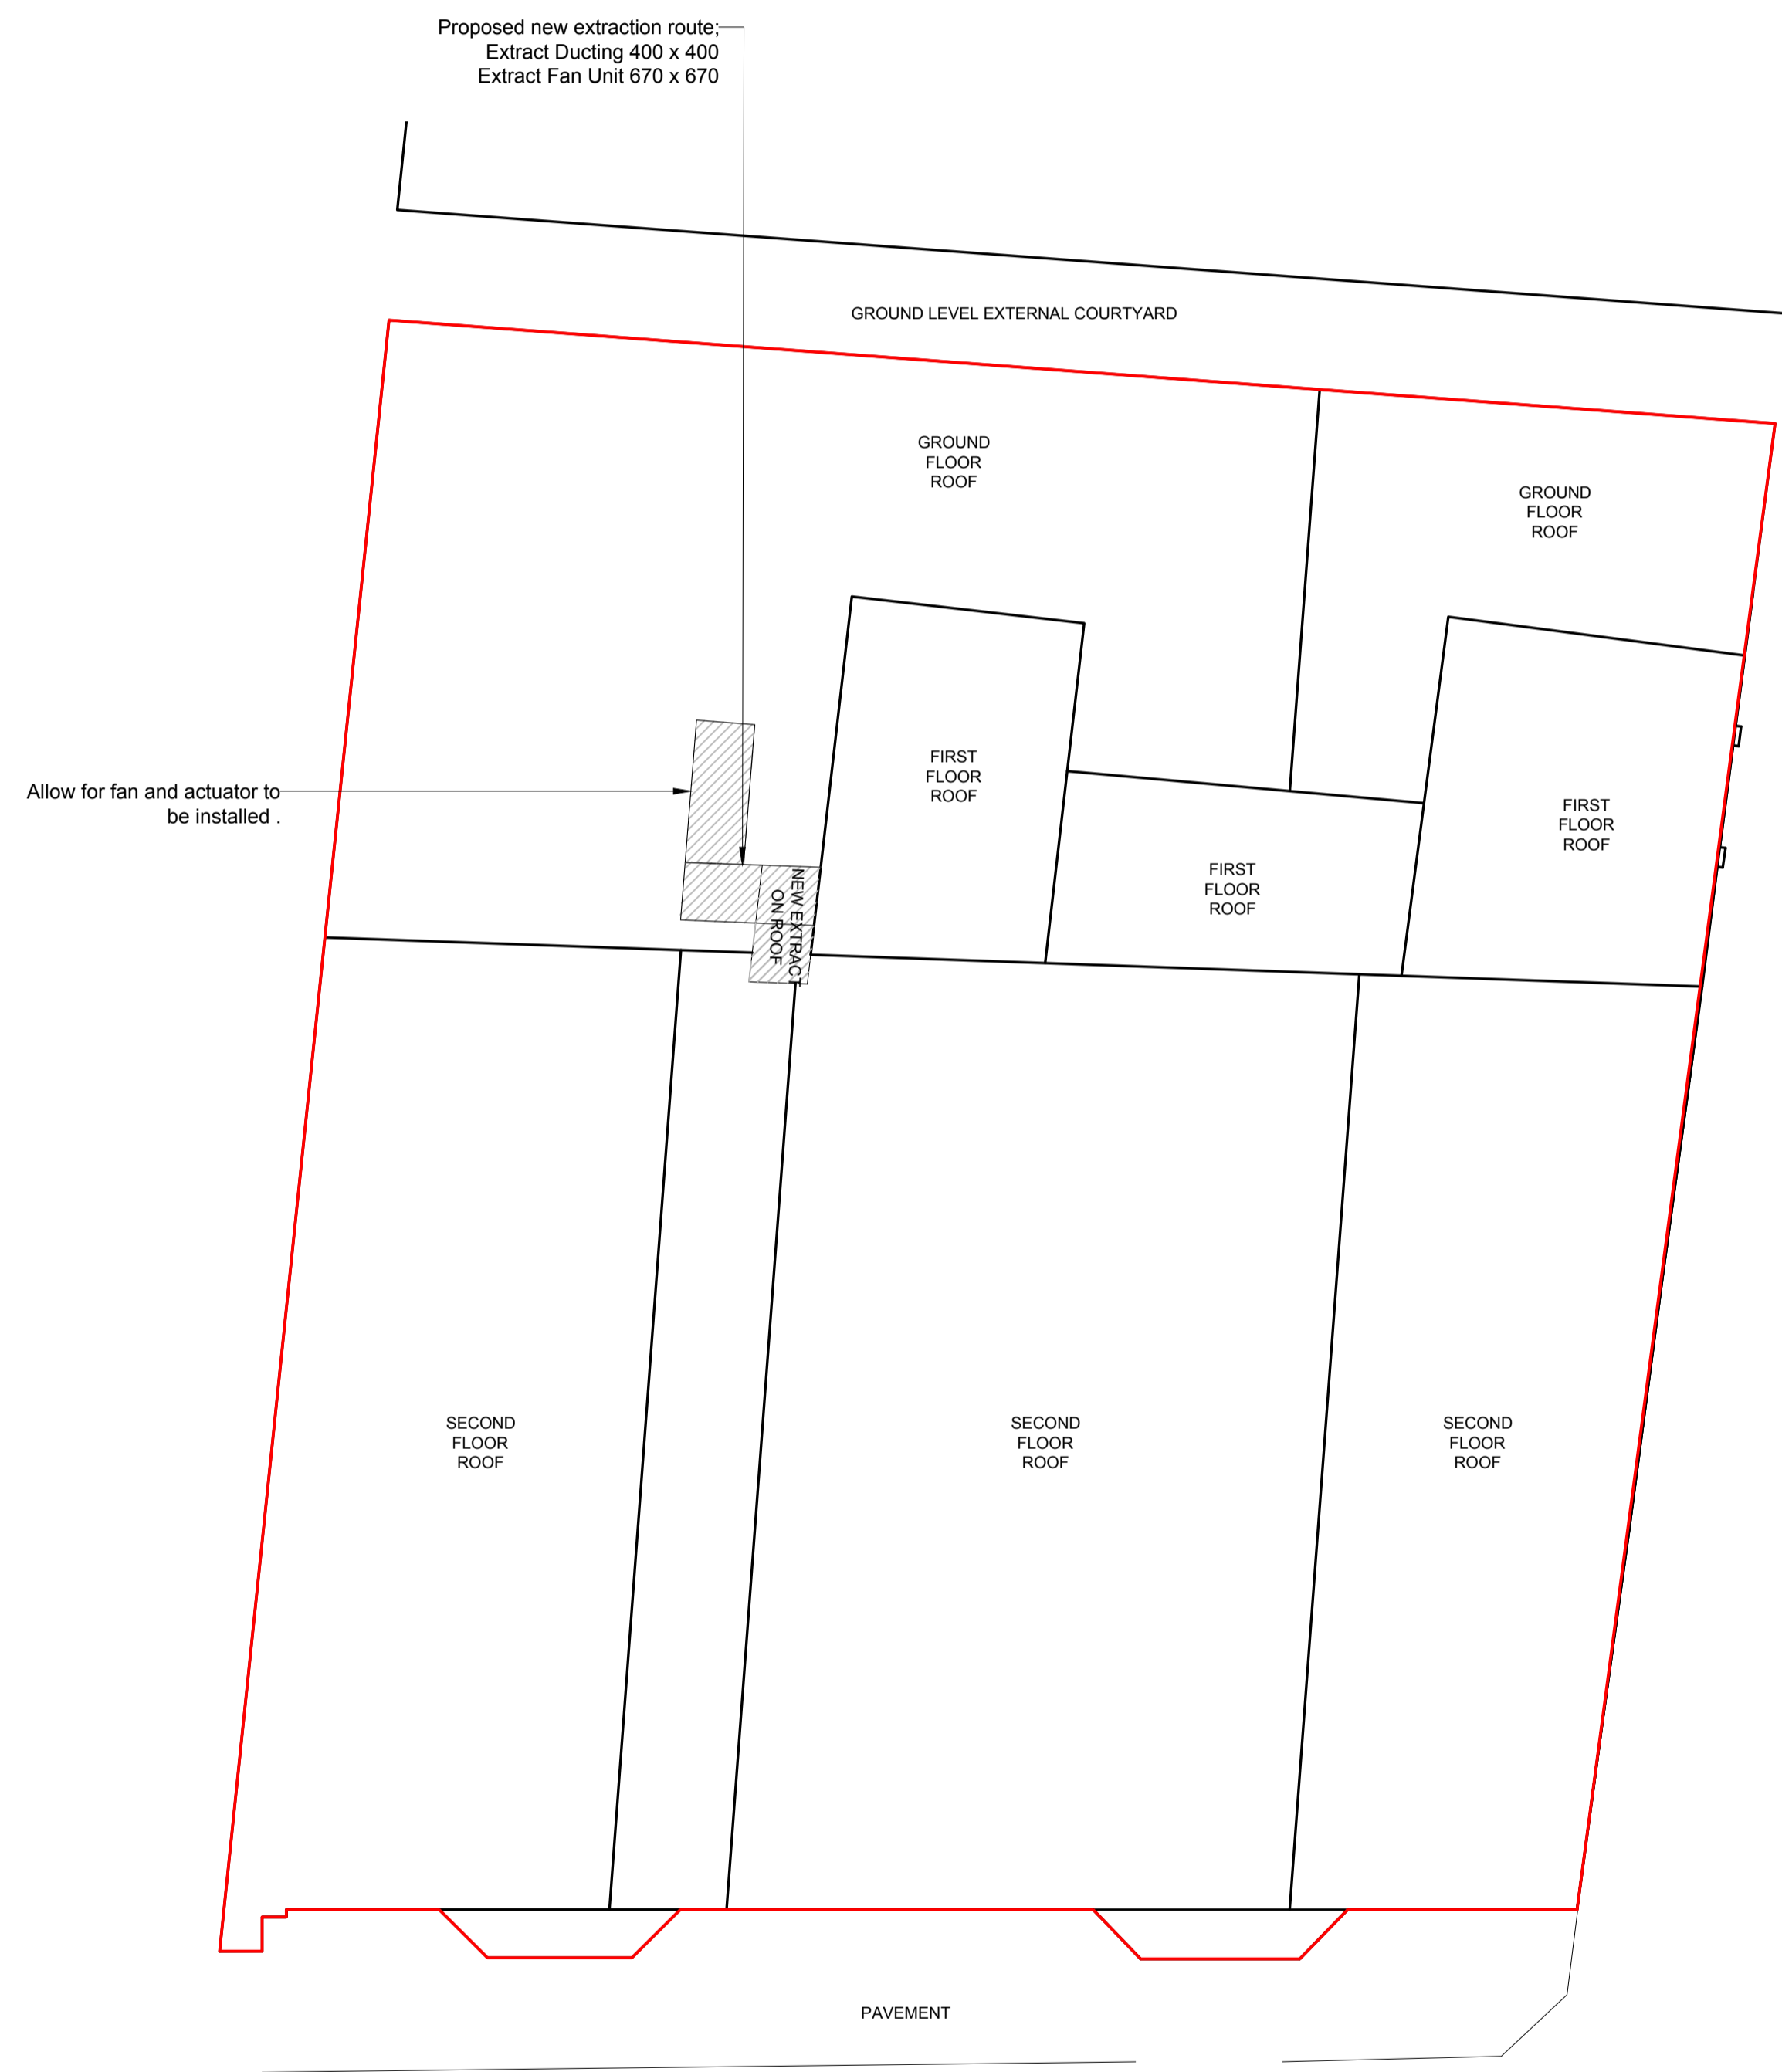 Proposed new extraction route;
Extract Ducting 400 x 400
Extract Fan Unit 670 x 670
GROUND LEVEL EXTERNAL COURTYARD
GROUND
FLOOR
ROOF
GROUND
FLOOR
ROOF
FIRST
FLOOR
ROOF
Allow for fan and actuator to
be installed .
FIRST
FLOOR
ROOF
FIRST
FLOOR
ROOF
NEW EXTRACT
ON ROOF
SECOND
FLOOR
ROOF
SECOND
FLOOR
ROOF
SECOND
FLOOR
ROOF
PAVEMENT